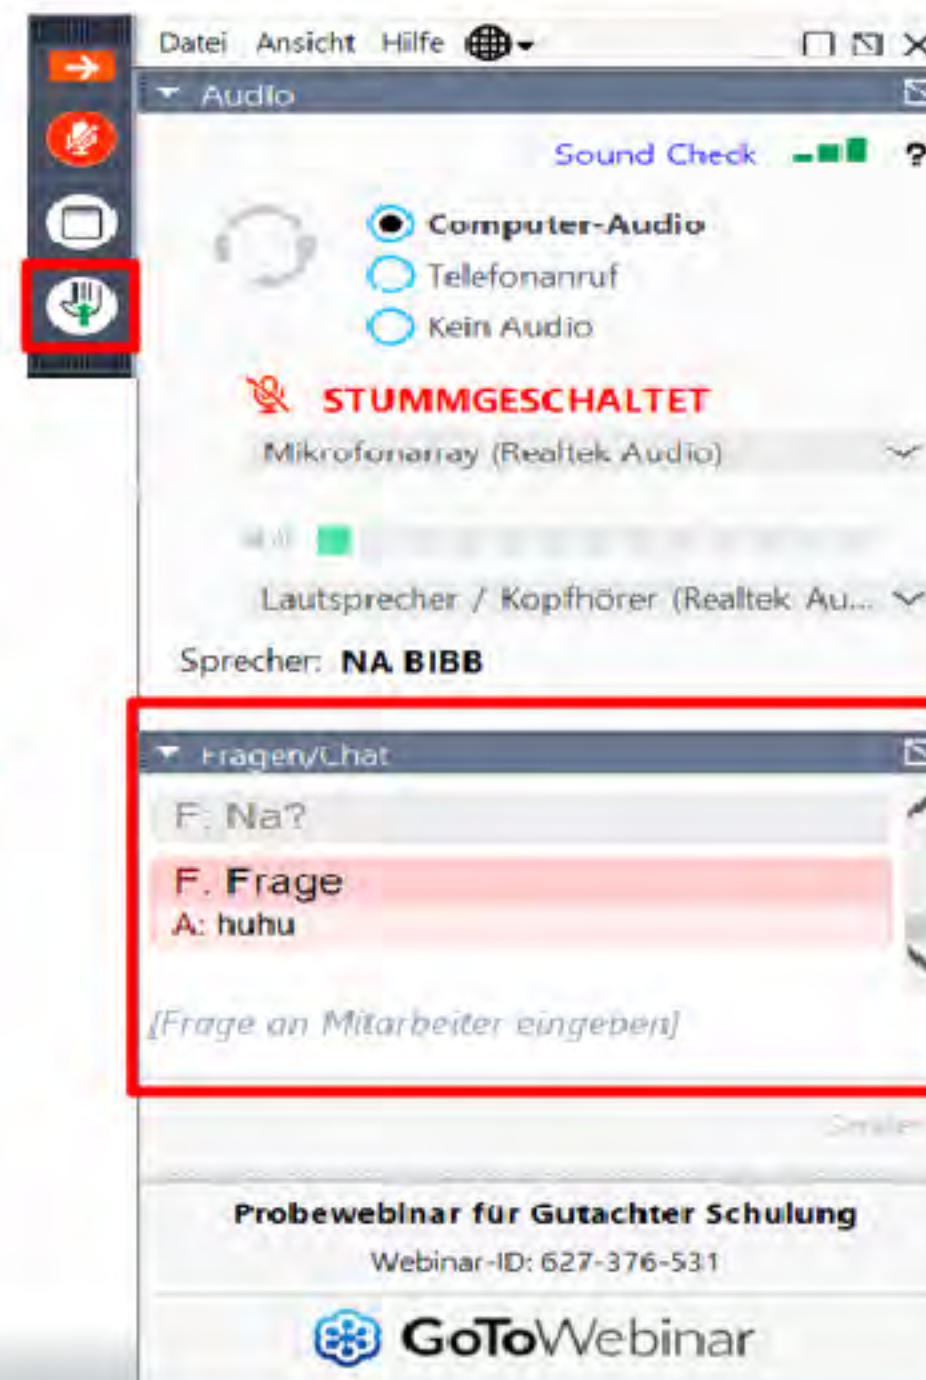 Datei Ansicht Hilfe
Audio
Sound Check ?
Computer-Audio
Telefonanruf
Kein Audio
STUMMGESCHALTET
Mikrofonarray (Realtek Audio)
Lautsprecher / Kopfhörer (Realtek Au...
Sprecher: NA BIBB
Fragen/Chat
F: Na?
F: Frage
A: huhu
[Frage an Mitarbeiter eingeben]
Senden
Probewebinar für Gutachter Schulung
Webinar-ID: 627-376-531
GoToWebinar